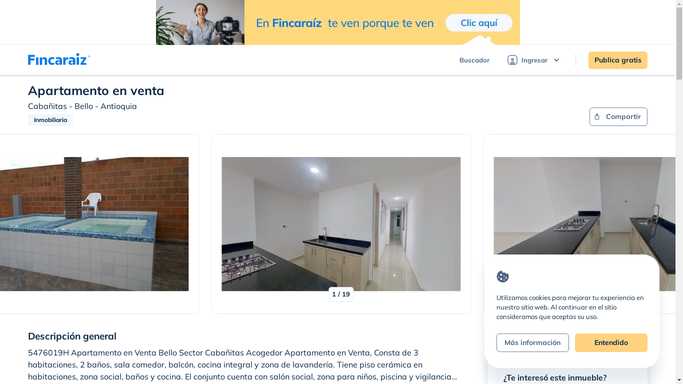 En Fincaraíz te ven porque te ven
Clic aquí
Fincaraiz
Buscador
Ingresar
Publica gratis
Apartamento en venta
Cabañitas - Bello - Antioquia
Inmobiliaria
Compartir
1 / 19
Descripción general
5476019H Apartamento en Venta Bello Sector Cabañitas Acogedor Apartamento en Venta, Consta de 3
habitaciones, 2 baños, sala comedor, balcón, cocina integral y zona de lavandería. Tiene piso cerámica en
habitaciones, zona social, baños y cocina. El conjunto cuenta con salón social, zona para niños, piscina y vigilancia...
Utilizamos cookies para mejorar tu experiencia en
nuestro sitio web. Al continuar en el sitio
consideramos que aceptas su uso.
Más información
Entendido
¿Te interesó este inmueble?